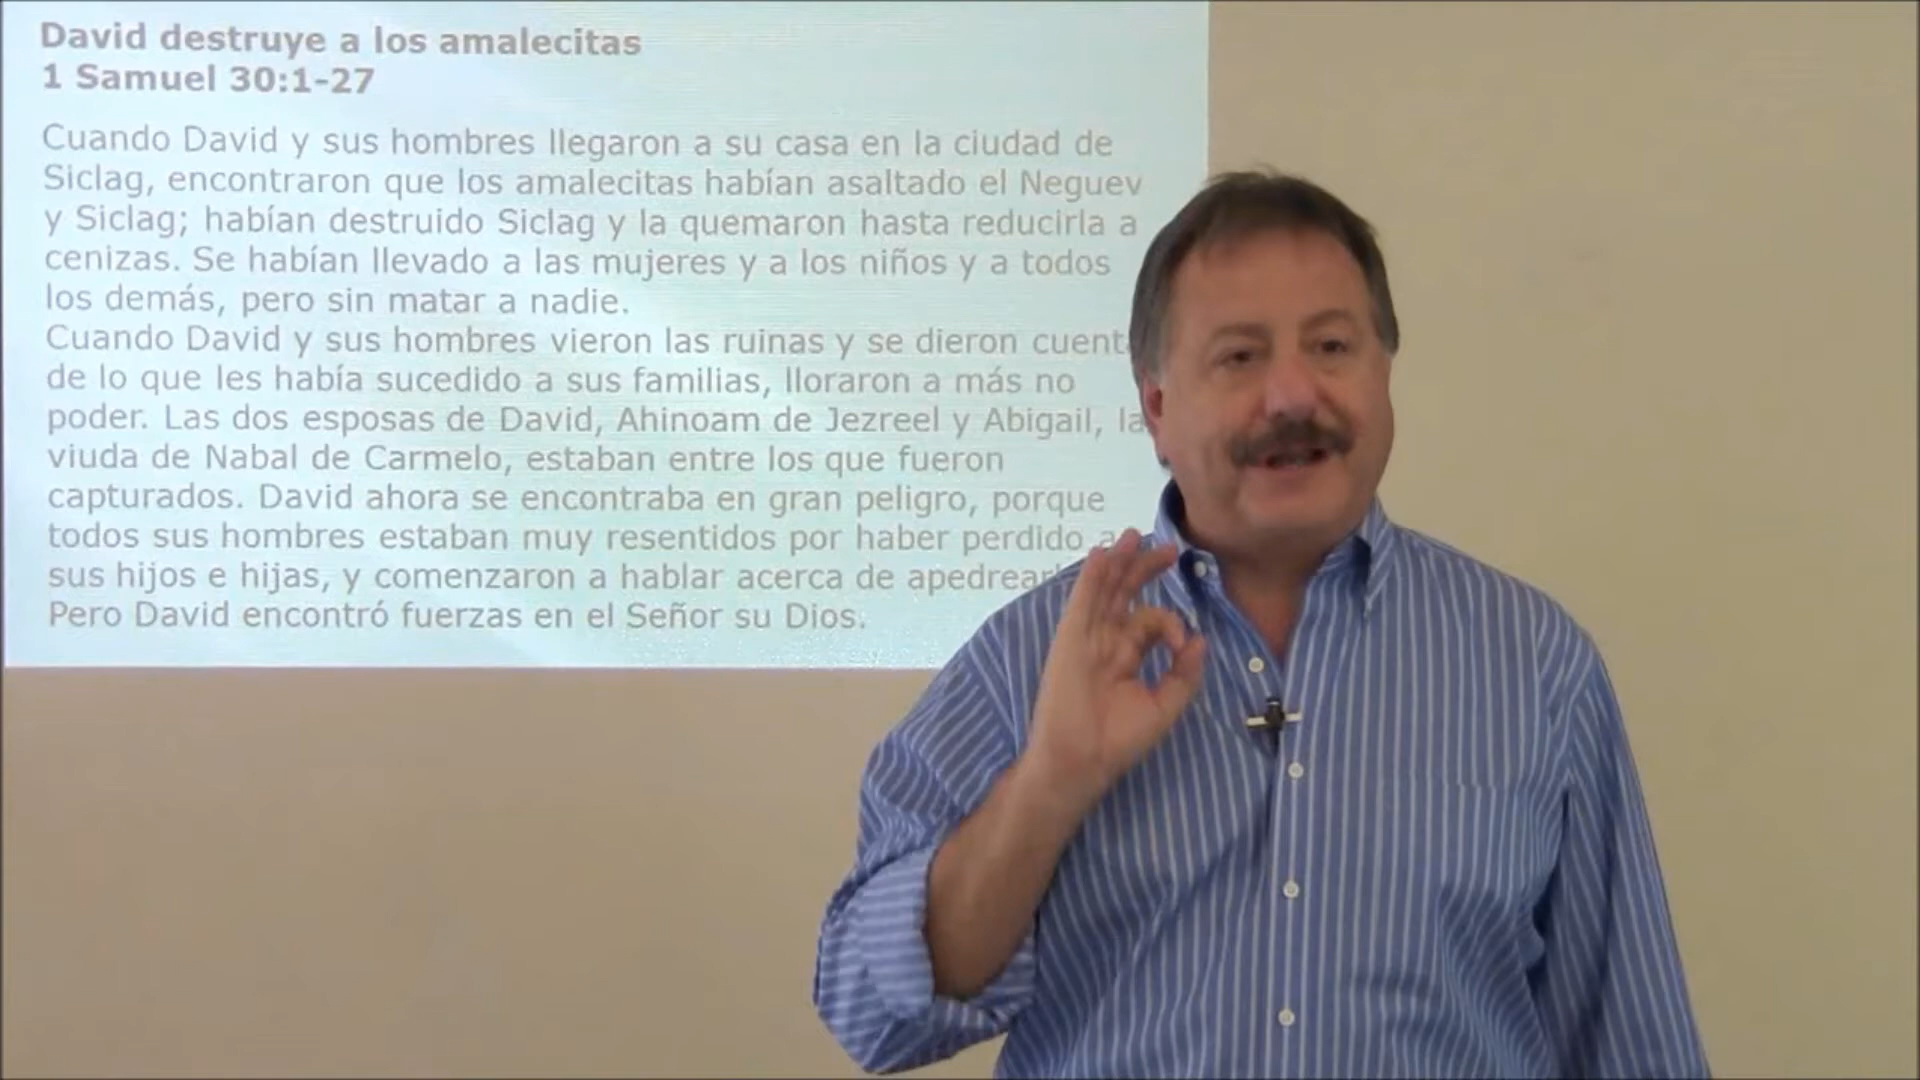 David destruye a los amalecitas
1 Samuel 30:1-27
Cuando David y sus hombres llegaron a su casa en la ciudad de
Siclag, encontraron que los amalecitas habían asaltado el Neguev
y Siclag; habían destruido Siclag y la quemaron hasta reducirla a
cenizas. Se habían llevado a las mujeres y a los niños y a todos
los demás, pero sin matar a nadie.
Cuando David y sus hombres vieron las ruinas y se dieron
de lo que les había sucedido a sus familias, lloraron a más no
poder. Las dos esposas de David, Ahinoam de Jezreel y Abigail, la
viuda de Nabal de Carmelo, estaban entre los que fueron
capturados. David ahora se encontraba en gran peligro, porque
todos sus hombres estaban muy resentidos por haber perdido a
sus hijos e hijas, y comenzaron a hablar acerca de
Pero David encontró fuerzas en el Señor su Dios.